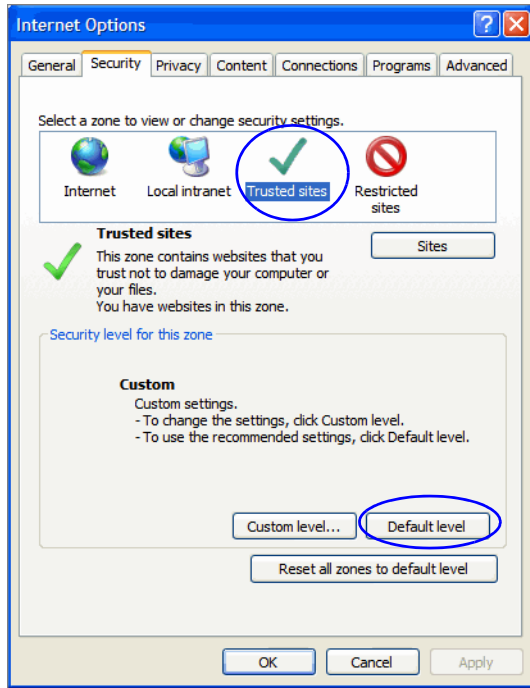 Internet Options
General Security Privacy Content Connections Programs Advanced
Select a zone to view or change security settings.
Internet Local intranet Trusted sites Restricted
sites
Trusted sites
Sites
This zone contains websites that you
trust not to damage your computer or
your files.
You have websites in this zone.
Security level for this zone
Custom
Custom settings.
- To change the settings, click Custom level.
- To use the recommended settings, click Default level.
Custom level... Default level
Reset all zones to default level
OK Cancel Apply